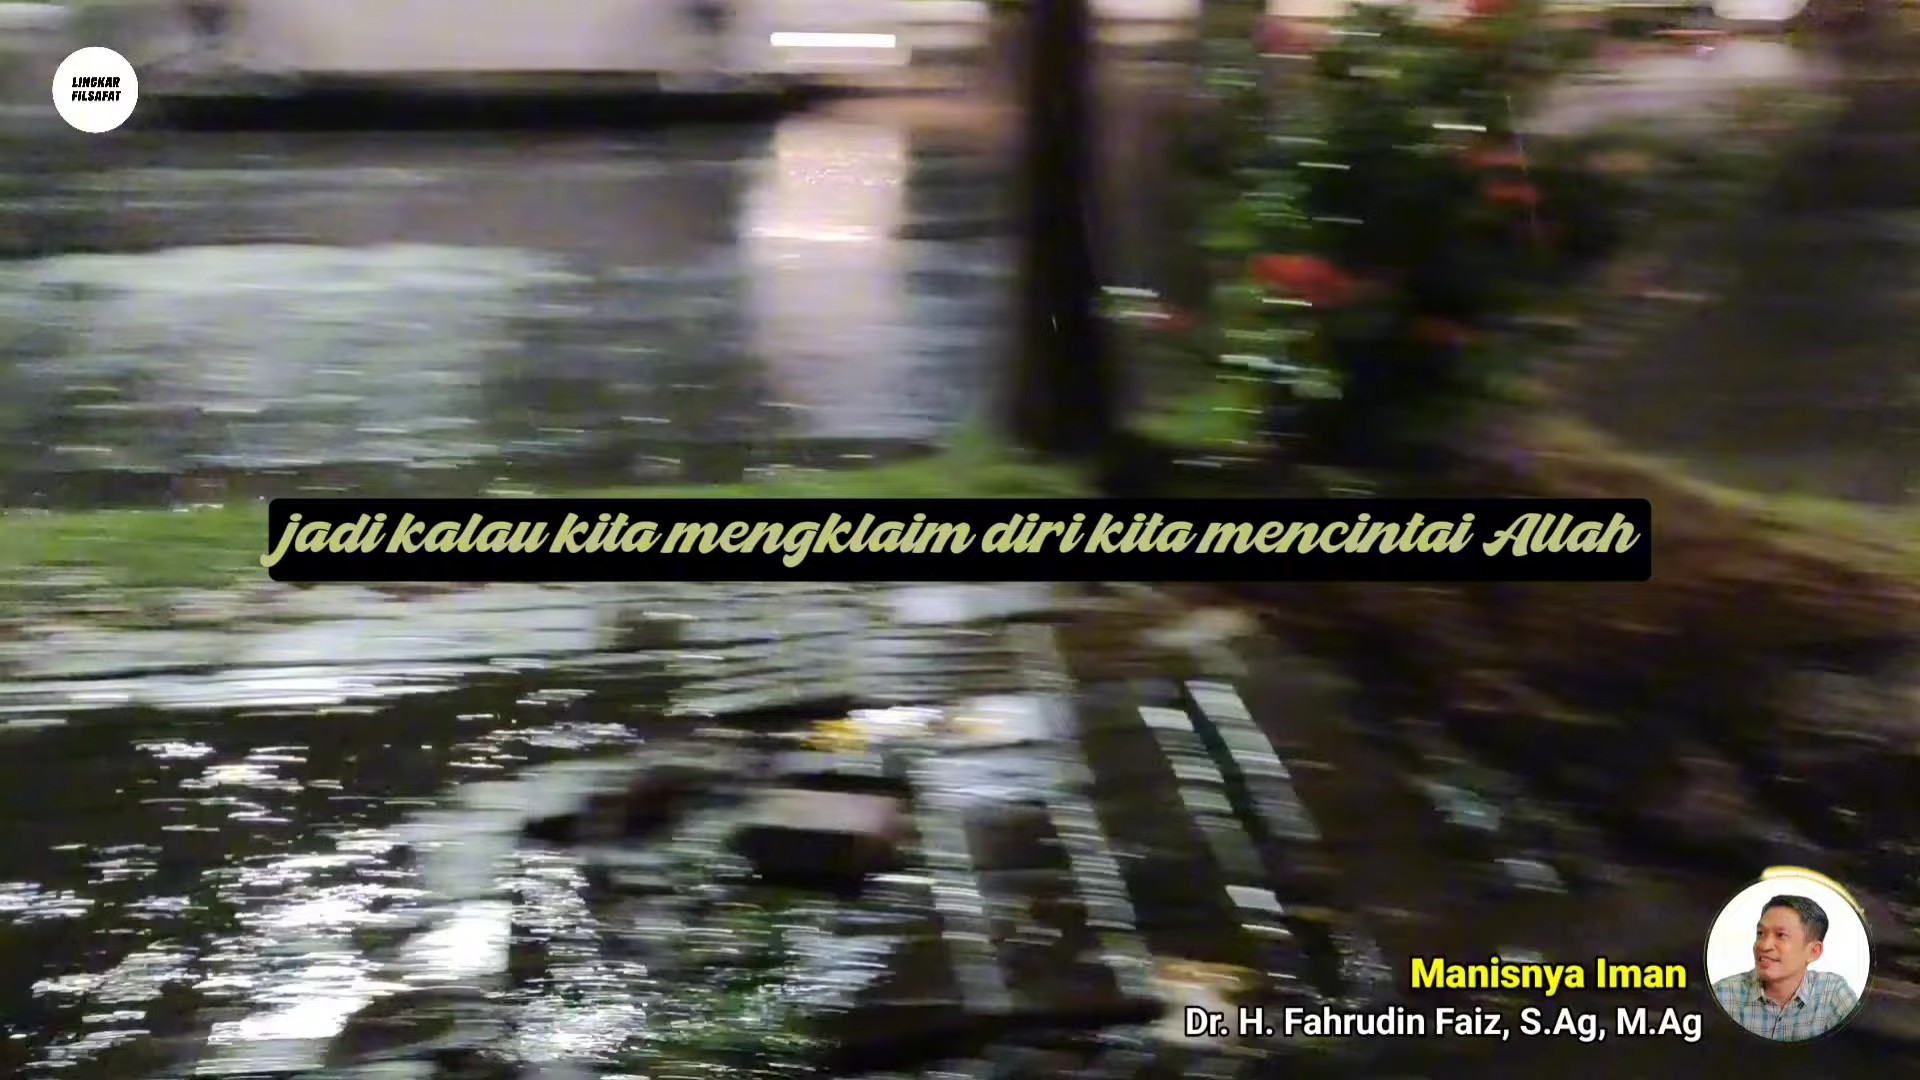 LINGKAR
FILSAFAT
jadi kalau kita mengklaim diri kita mencintai Allah
Manisnya Iman
Dr. H. Fahrudin Faiz, S.Ag, M.Ag